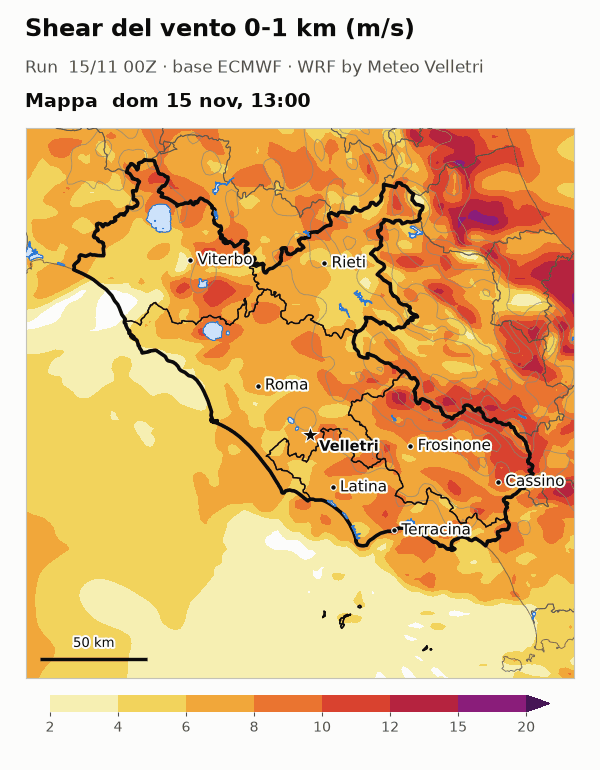 Shear del vento 0-1 km (m/s)
Run  15/11 00Z · base ECMWF · WRF by Meteo Velletri
Mappa  dom 15 nov, 13:00
Viterbo
Rieti
Roma
Velletri
Frosinone
Latina
Cassino
Terracina
50 km
2 4 6 8 10 12 15 20